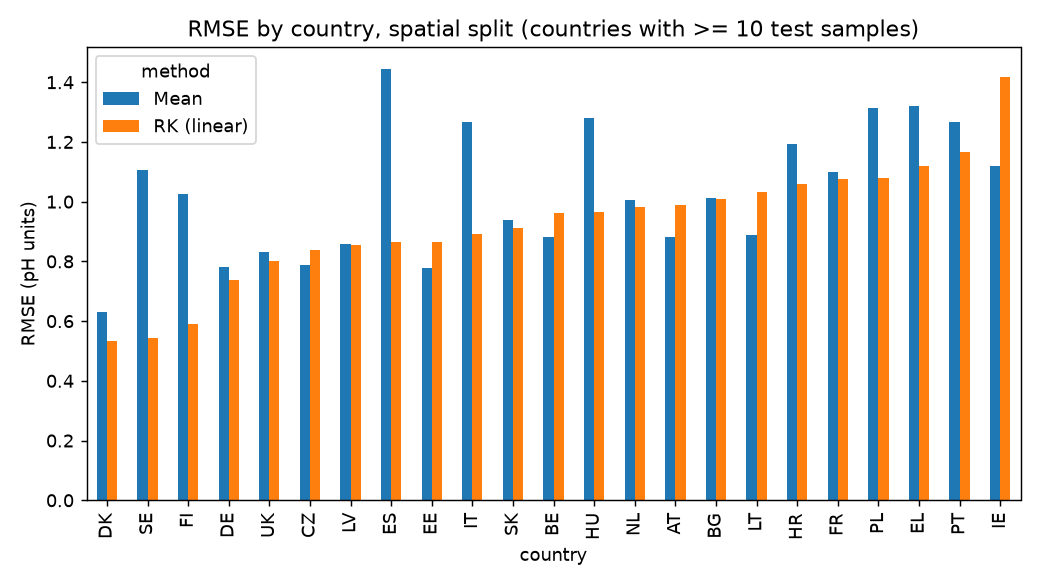 RMSE by country, spatial split (countries with >= 10 test samples)
method
Mean
RK (linear)
RMSE (pH units)
1.4
1.2
1.0
0.8
0.6
0.4
0.2
0.0
DK SE FI DE UK CZ LV ES EE IT SK BE HU NL AT BG LT HR FR PL EL PT IE
country